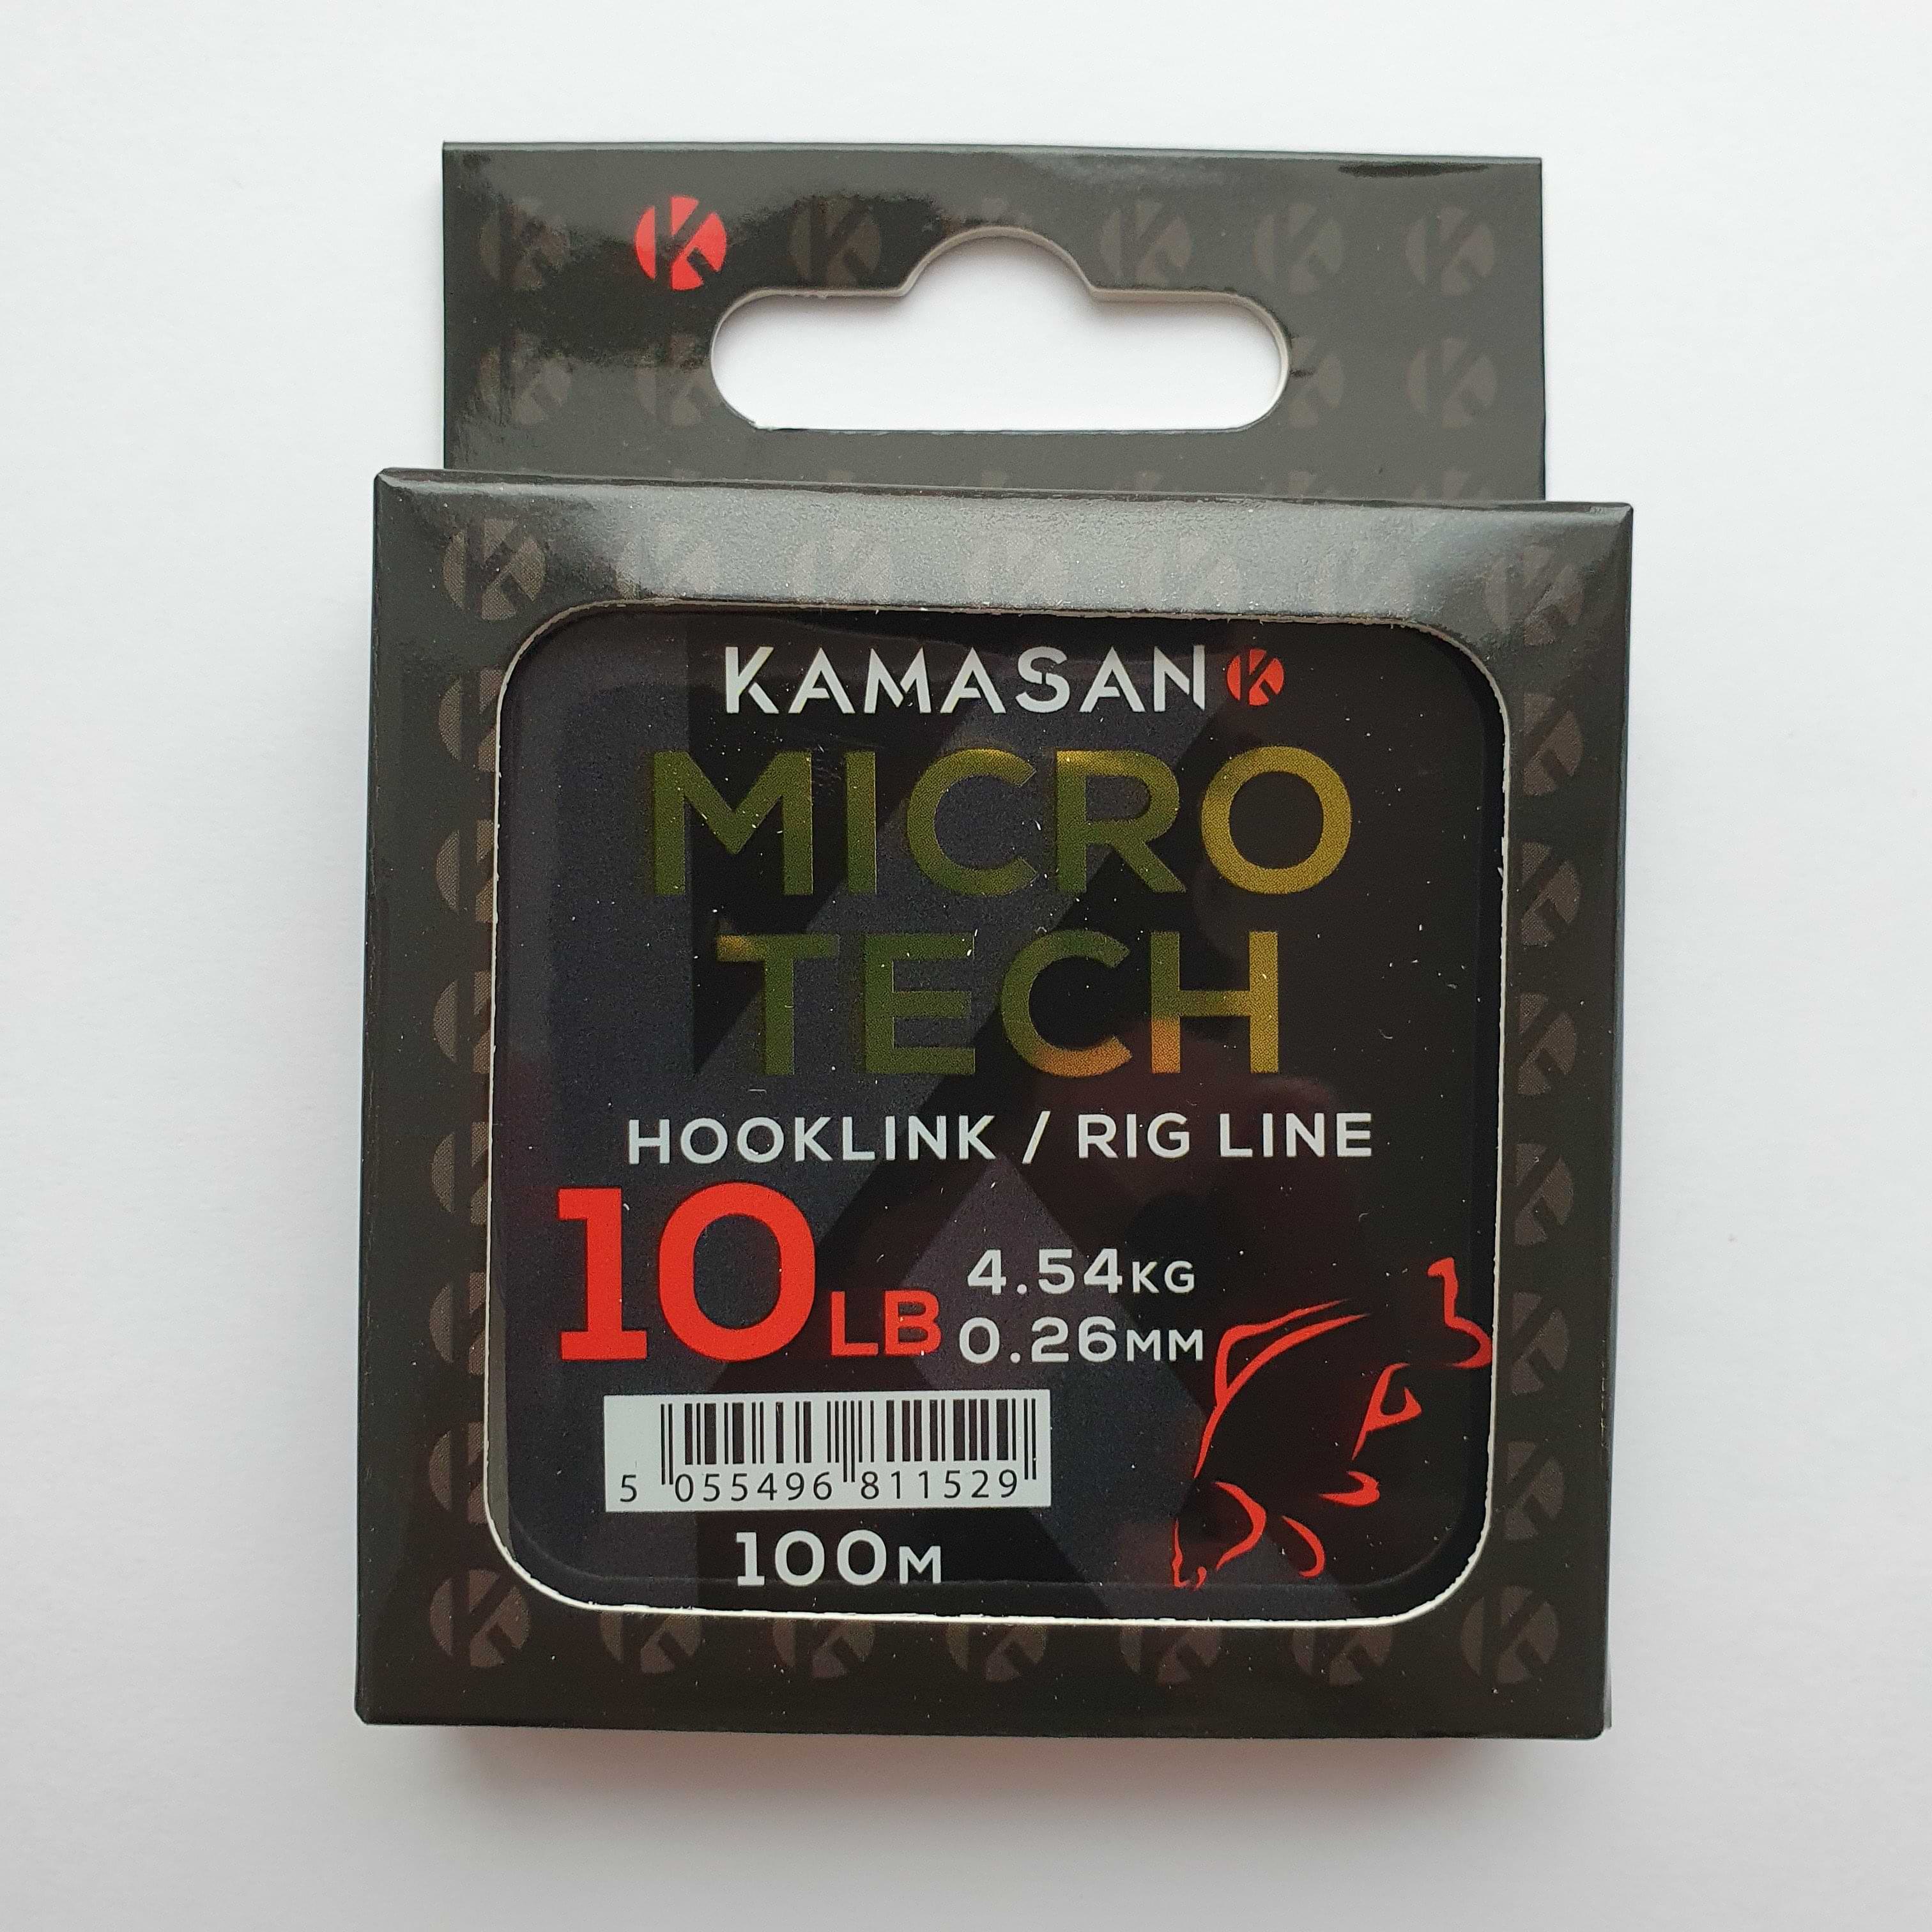 KAMASAN
MICRO
TECH
HOOKLINK / RIG LINE
10LB
4.54KG
0.26MM
5 055496 811529
100M